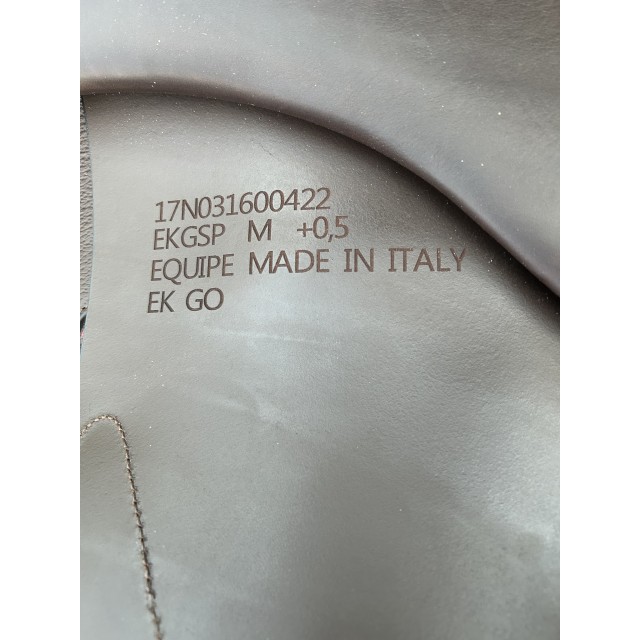 17N031600422
EKGSP M +0,5
EQUIPE MADE IN ITALY
EK GO